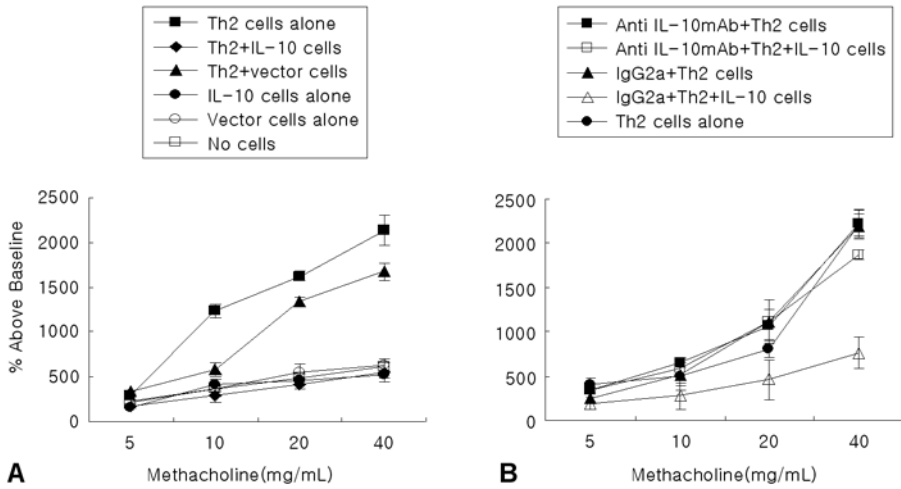 Th2 cells alone
Th2+IL-10 cells
Th2+vector cells
IL-10 cells alone
Vector cells alone
No cells
% Above Baseline
2500
2000
1500
1000
500
0
5 10 20 40
Methacholine(mg/mL)
A
Anti IL-10mAb+Th2 cells
Anti IL-10mAb+Th2+IL-10 cells
IgG2a+Th2 cells
IgG2a+Th2+IL-10 cells
Th2 cells alone
2500
2000
1500
1000
500
0
5 10 20 40
Methacholine(mg/mL)
B